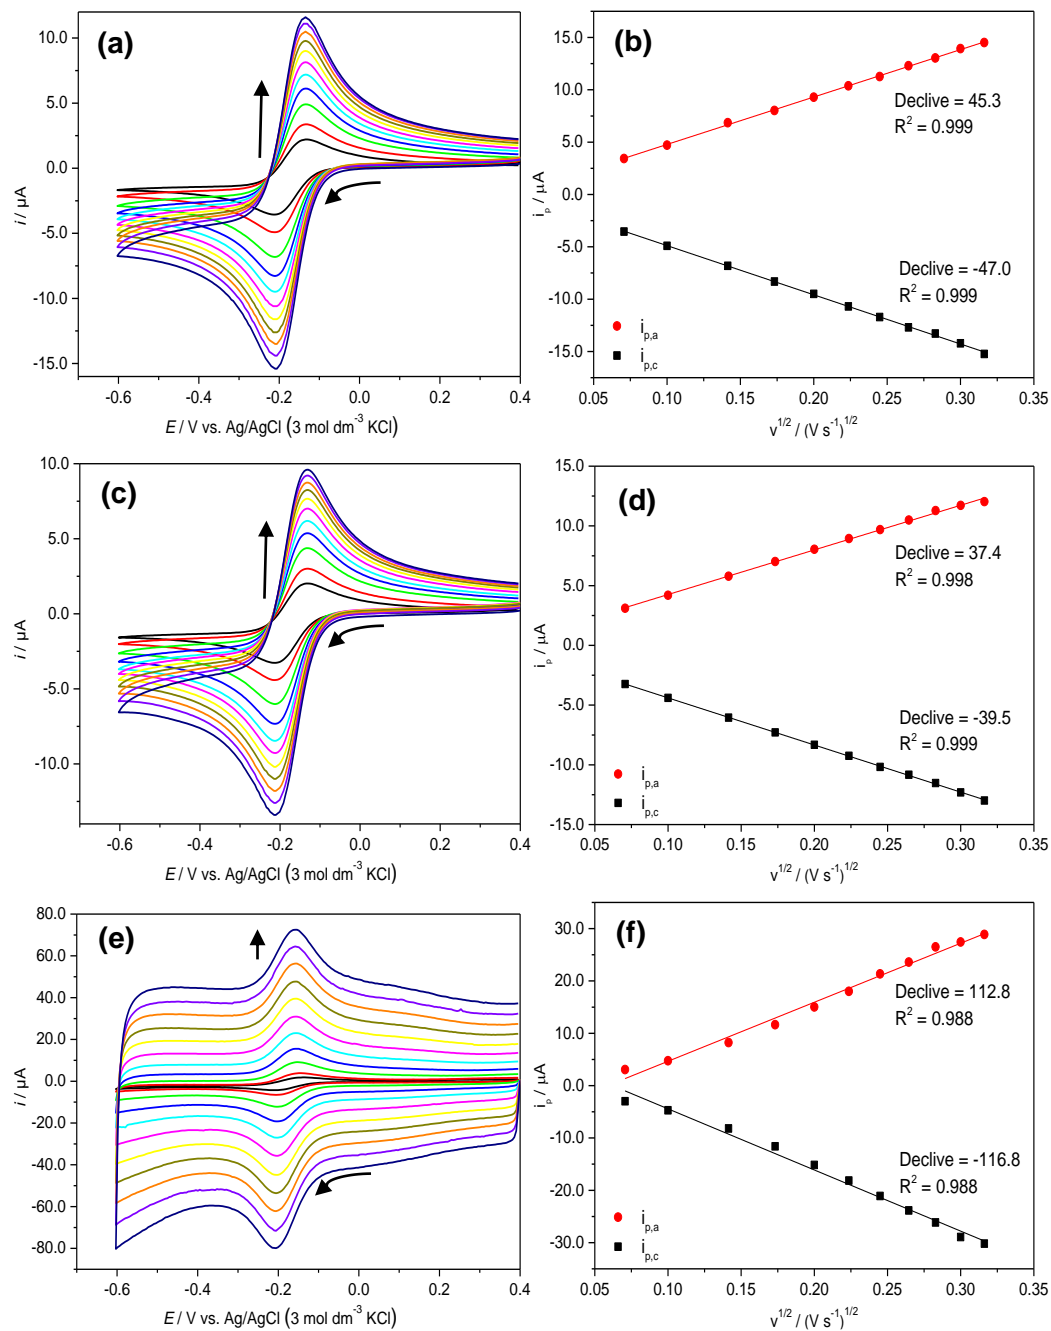 (a)
10.0
5.0
0.0
-5.0
-10.0
-15.0
i / µA
-0.6
-0.4
-0.2
0.0
0.2
0.4
E / V vs. Ag/AgCl (3 mol dm⁻³ KCl)
(b)
15.0
10.0
5.0
0.0
-5.0
-10.0
-15.0
iₚ / µA
Declive = 45.3
R² = 0.999
Declive = -47.0
R² = 0.999
i p,a
i p,c
0.05
0.10
0.15
0.20
0.25
0.30
0.35
v^1/2 / (V s⁻¹)^1/2
(c)
10.0
5.0
0.0
-5.0
-10.0
i / µA
-0.6
-0.4
-0.2
0.0
0.2
0.4
E / V vs. Ag/AgCl (3 mol dm⁻³ KCl)
(d)
15.0
10.0
5.0
0.0
-5.0
-10.0
-15.0
iₚ / µA
Declive = 37.4
R² = 0.998
Declive = -39.5
R² = 0.999
i p,a
i p,c
0.05
0.10
0.15
0.20
0.25
0.30
0.35
v^1/2 / (V s⁻¹)^1/2
(e)
80.0
60.0
40.0
20.0
0.0
-20.0
-40.0
-60.0
-80.0
i / µA
-0.6
-0.4
-0.2
0.0
0.2
0.4
E / V vs. Ag/AgCl (3 mol dm⁻³ KCl)
(f)
30.0
20.0
10.0
0.0
-10.0
-20.0
-30.0
iₚ / µA
Declive = 112.8
R² = 0.988
Declive = -116.8
R² = 0.988
i p,a
i p,c
0.05
0.10
0.15
0.20
0.25
0.30
0.35
v^1/2 / (V s⁻¹)^1/2